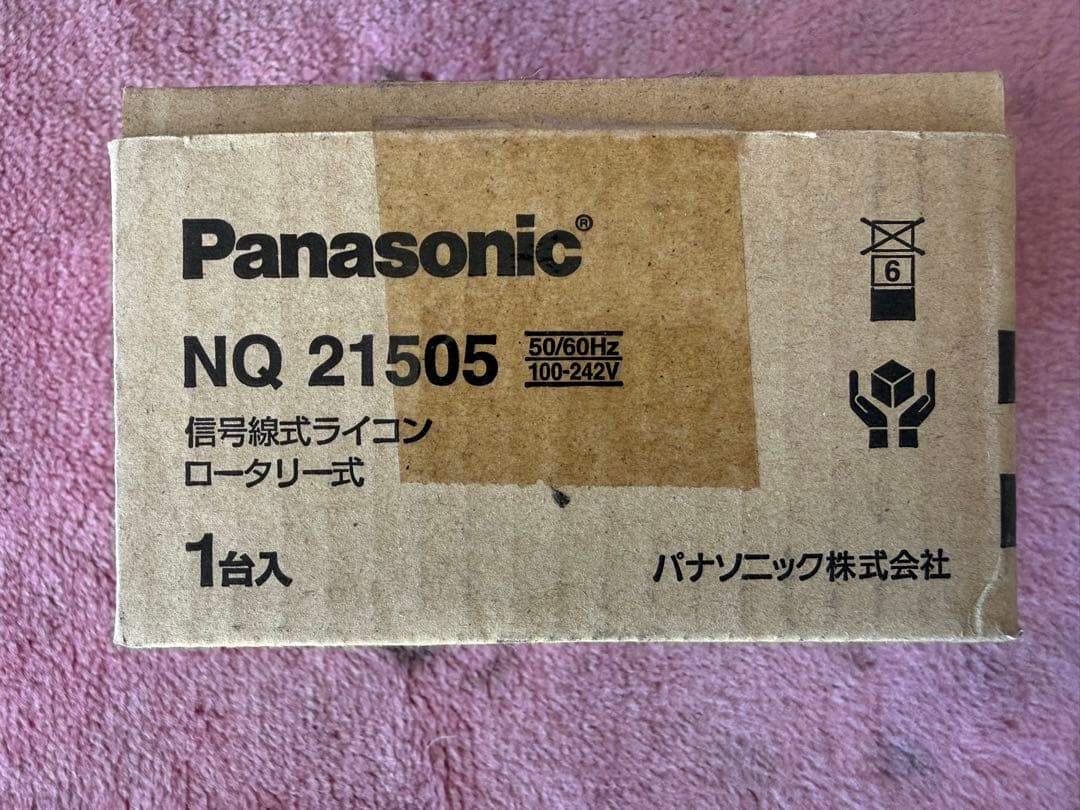 Panasonic®
NQ 21505
50/60Hz
100-242V
信号線式ライコン
ロータリー式
1台入
パナソニック株式会社
6